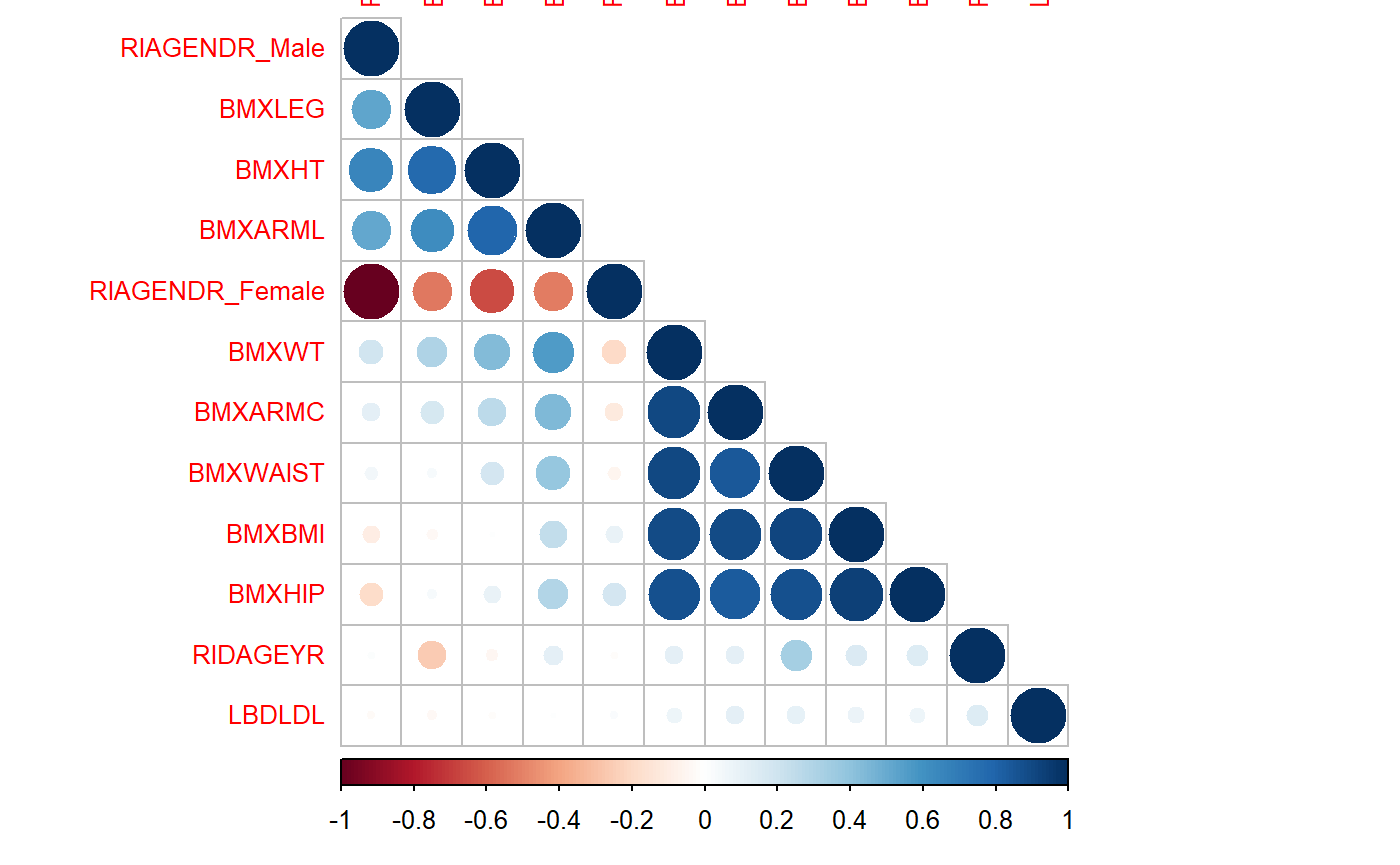 RIAGENDR_Male
BMXLEG
BMXHT
BMXARML
RIAGENDR_Female
BMXWT
BMXARMC
BMXWAIST
BMXBMI
BMXHIP
RIDAGEYR
LBDLDL
-1 -0.8 -0.6 -0.4 -0.2 0 0.2 0.4 0.6 0.8 1